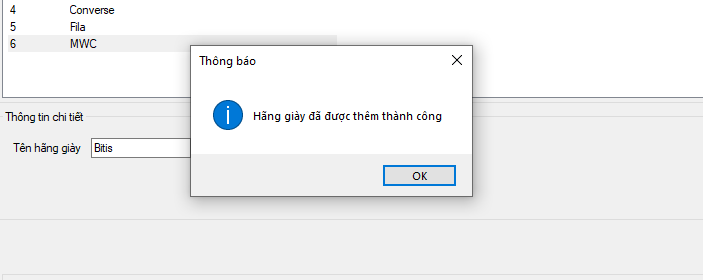 4 Converse
5 Fila
6 MWC
Thông báo
Hãng giày đã được thêm thành công
OK
Thông tin chi tiết
Tên hãng giày Bitis